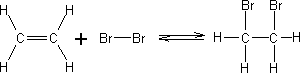 H H Br Br
C=C + Br—Br ⇌ H—C—C—H
H H H H